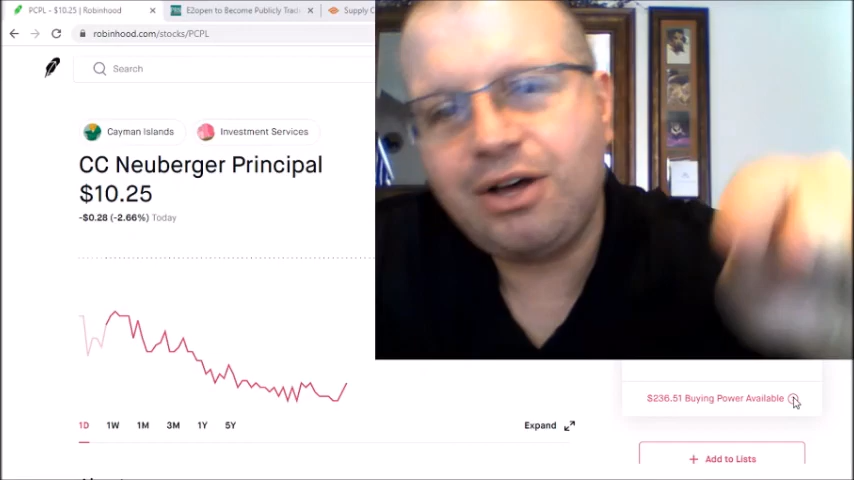 PCPL - $10.25 | Robinhood
E2open to Become Publicly Trad
Supply C
robinhood.com/stocks/PCPL
Search
Cayman Islands
Investment Services
CC Neuberger Principal
$10.25
-$0.28 (-2.66%) Today
$236.51 Buying Power Available
1D 1W 1M 3M 1Y 5Y
Expand
+ Add to Lists